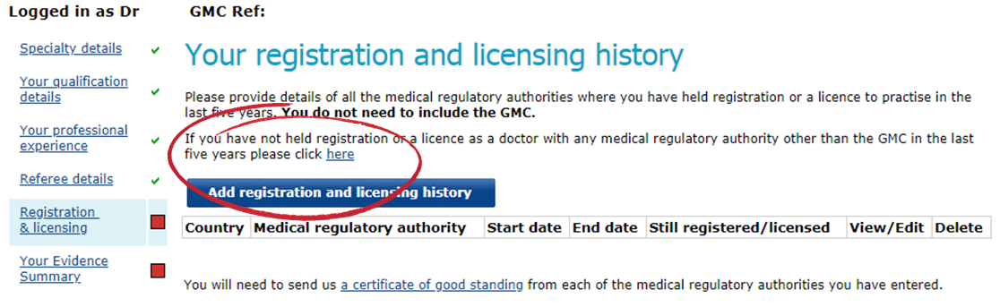 Logged in as Dr GMC Ref:
Specialty details
Your qualification
details
Your professional
experience
Referee details
Registration
& licensing
Your Evidence
Summary
Your registration and licensing history
Please provide details of all the medical regulatory authorities where you have held registration or a licence to practise in the
last five years. You do not need to include the GMC.
If you have not held registration or a licence as a doctor with any medical regulatory authority other than the GMC in the last
five years please click here
Add registration and licensing history
Country Medical regulatory authority Start date End date Still registered/licensed View/Edit Delete
You will need to send us a certificate of good standing from each of the medical regulatory authorities you have entered.